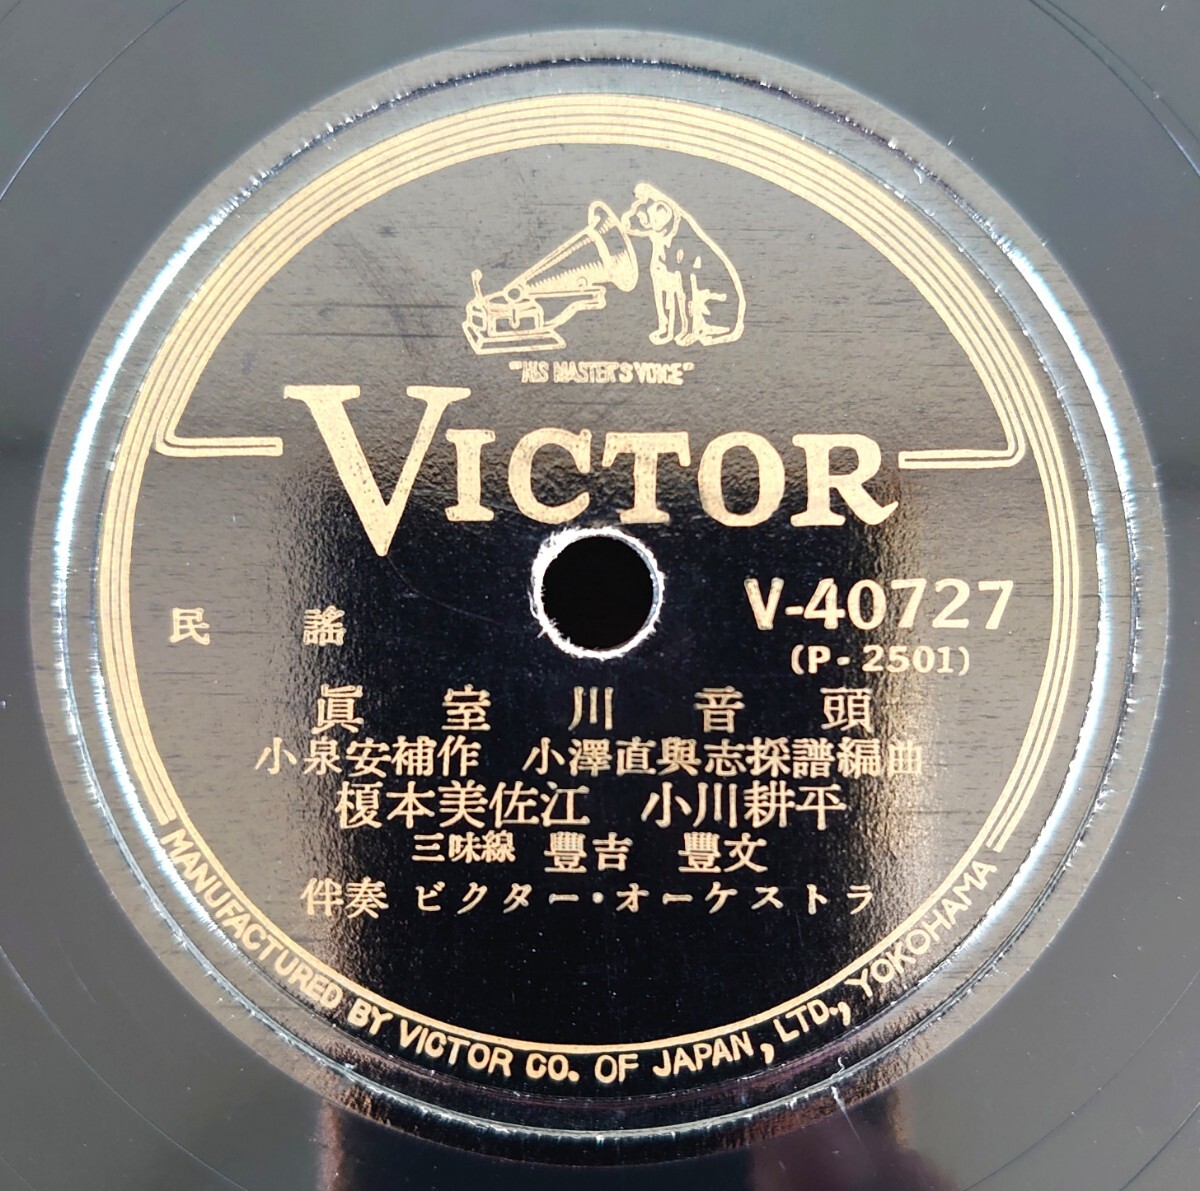 "HIS MASTER'S VOICE"
VICTOR
V-40727
(P-2501)
民謠
眞室川音頭
小泉安補作 小澤直與志採譜編曲
榎本美佐江 小川耕平
三味線 豐吉 豐文
伴奏 ビクター・オーケストラ
MANUFACTURED BY VICTOR CO. OF JAPAN, LTD., YOKOHAMA